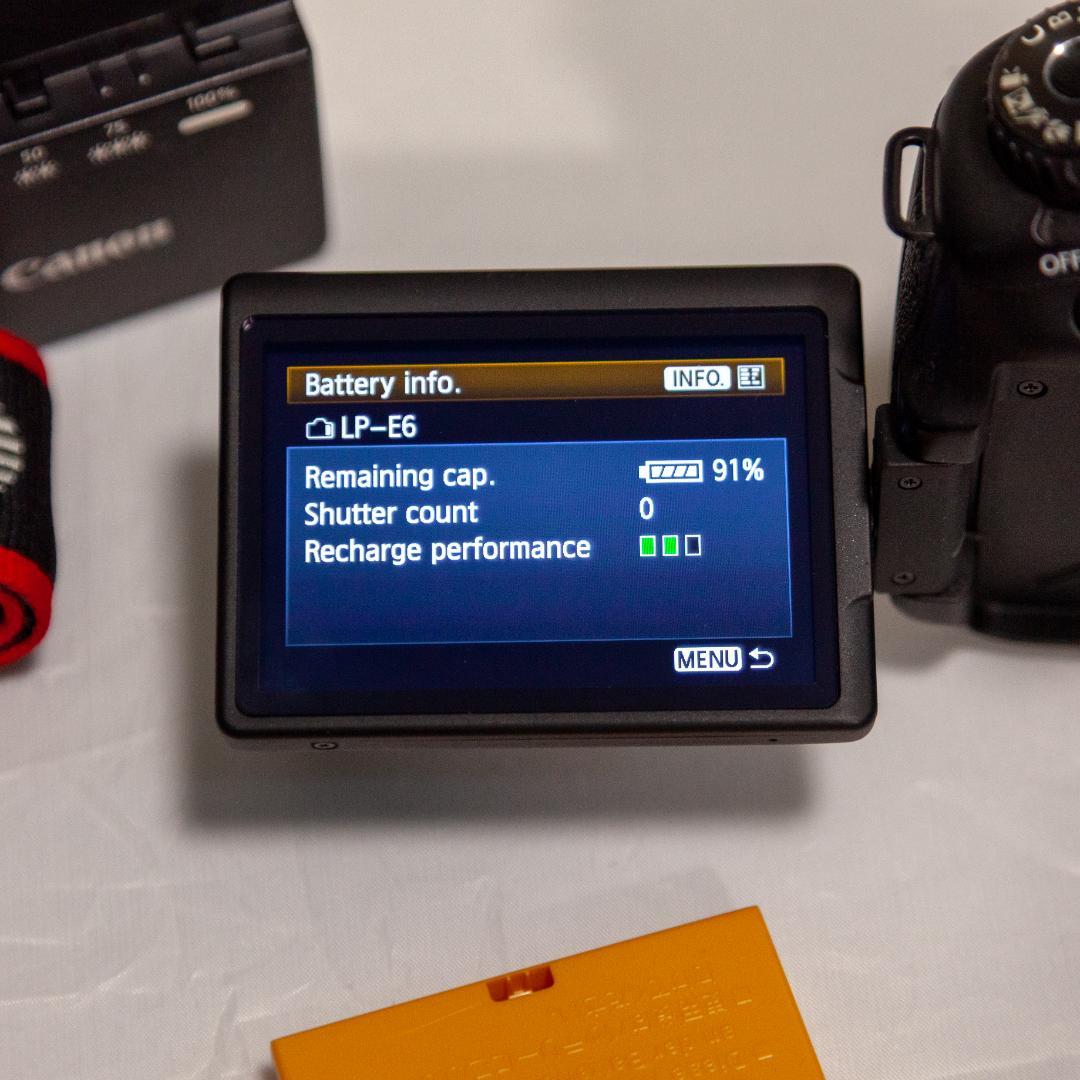 50
75
100%
Canon
B
OFF
Battery info.
INFO.
LP-E6
Remaining cap.
91%
Shutter count
0
Recharge performance
MENU